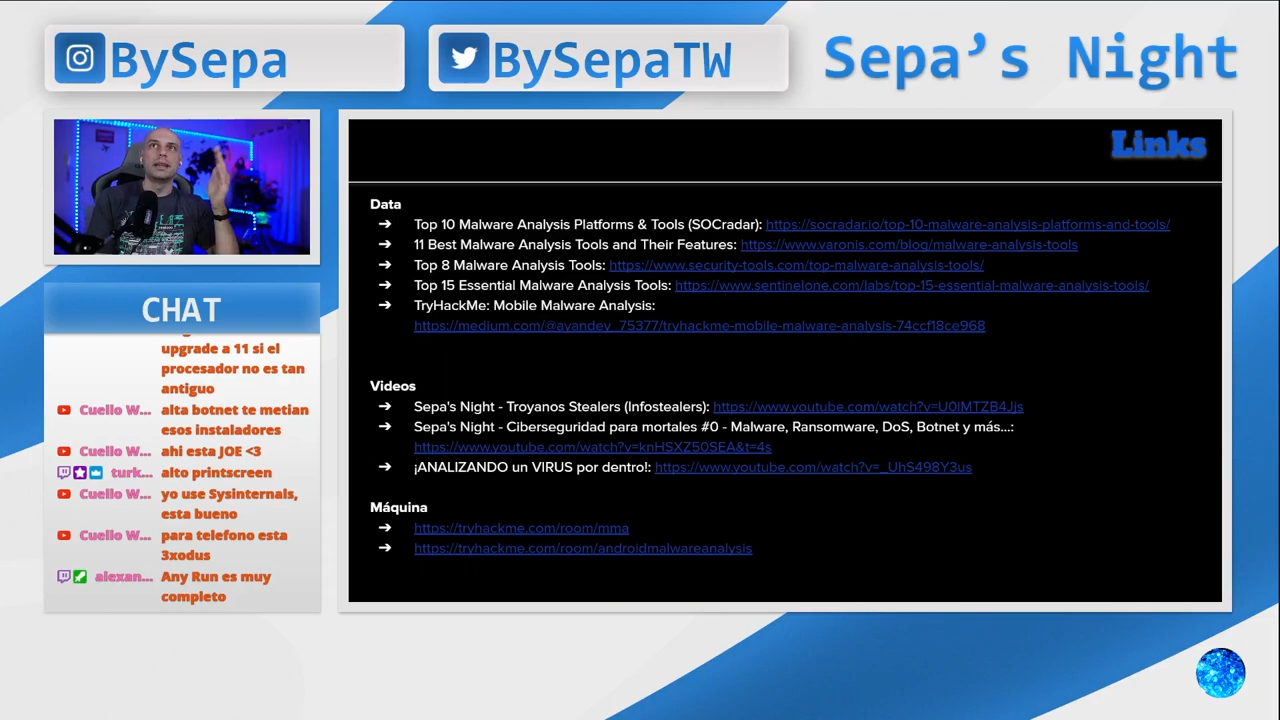 BySepa
BySepaTW
Sepa's Night
Links
Data
➔ Top 10 Malware Analysis Platforms & Tools (SOCradar): https://socradar.io/top-10-malware-analysis-platforms-and-tools/
➔ 11 Best Malware Analysis Tools and Their Features: https://www.varonis.com/blog/malware-analysis-tools
➔ Top 8 Malware Analysis Tools: https://www.security-tools.com/top-malware-analysis-tools/
➔ Top 15 Essential Malware Analysis Tools: https://www.sentinelone.com/labs/top-15-essential-malware-analysis-tools/
➔ TryHackMe: Mobile Malware Analysis:
https://medium.com/@ayandey_75377/tryhackme-mobile-malware-analysis-74ccf18ce968
Videos
➔ Sepa's Night - Troyanos Stealers (Infostealers): https://www.youtube.com/watch?v=U0lMTZB4Jjs
➔ Sepa's Night - Ciberseguridad para mortales #0 - Malware, Ransomware, DoS, Botnet y más...:
https://www.youtube.com/watch?v=knHSXZ50SEA&t=4s
➔ ¡ANALIZANDO un VIRUS por dentro!: https://www.youtube.com/watch?v=_UhS498Y3us
Máquina
➔ https://tryhackme.com/room/mma
➔ https://tryhackme.com/room/androidmalwareanalysis
CHAT
upgrade a 11 si el
procesador no es tan
antiguo
Cuello W... alta botnet te metian
esos instaladores
Cuello W... ahi esta JOE <3
turk... alto printscreen
Cuello W... yo use Sysinternals,
esta bueno
Cuello W... para telefono esta
3xodus
alexan... Any Run es muy
completo